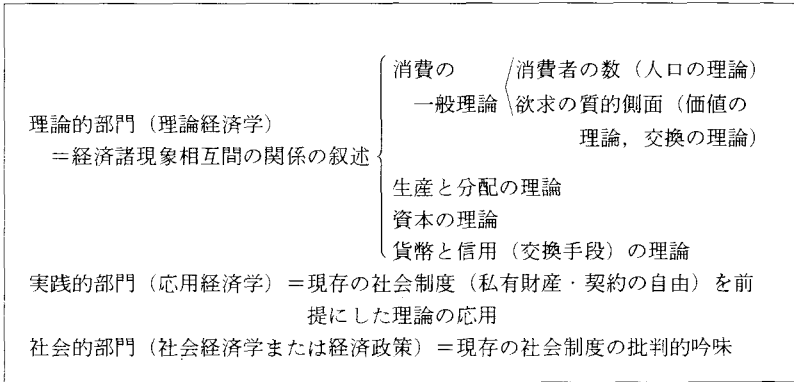 消費の 消費者の数（人口の理論）
一般理論 欲求の質的側面（価値の
理論，交換の理論）
理論的部門（理論経済学）
＝経済諸現象相互間の関係の叙述
生産と分配の理論
資本の理論
貨幣と信用（交換手段）の理論
実践的部門（応用経済学）＝現存の社会制度（私有財産・契約の自由）を前
提にした理論の応用
社会的部門（社会経済学または経済政策）＝現存の社会制度の批判的吟味